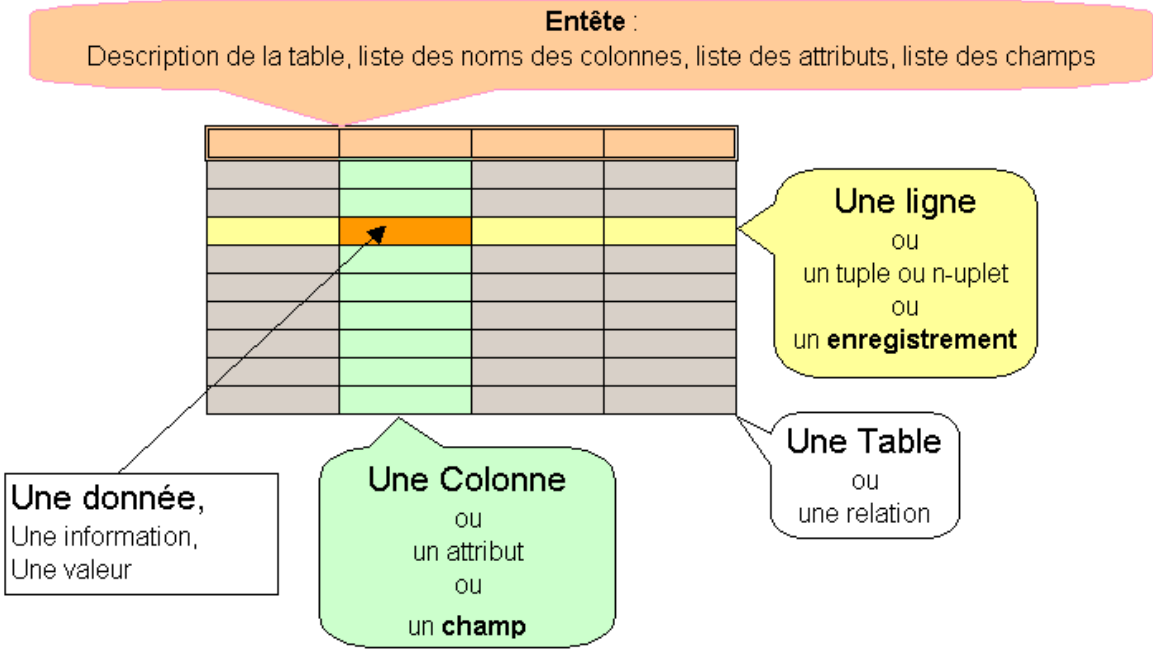 Entête :
Description de la table, liste des noms des colonnes, liste des attributs, liste des champs
Une ligne
ou
un tuple ou n-uplet
ou
un enregistrement
Une Table
ou
une relation
Une Colonne
ou
un attribut
ou
un champ
Une donnée,
Une information,
Une valeur